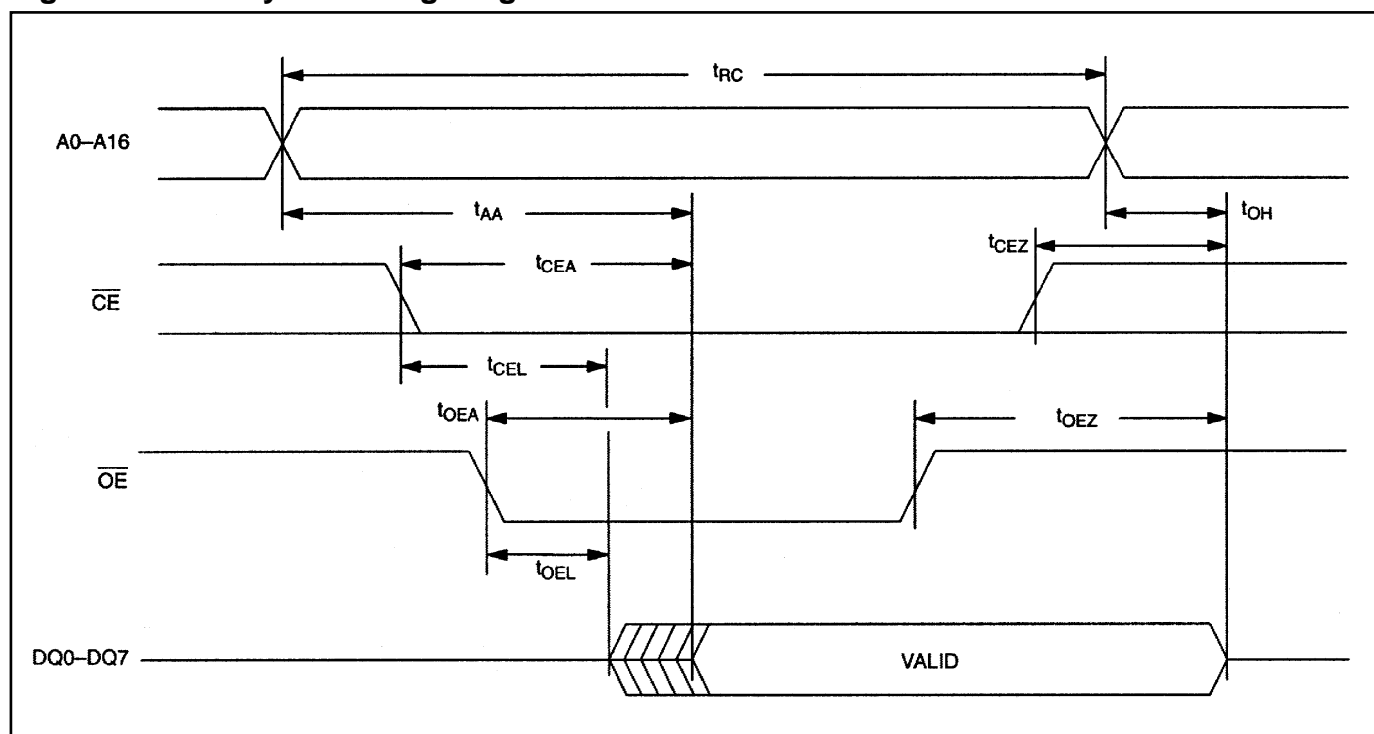 tRC
A0–A16
tAA
tOH
tCEZ
tCEA
CE
tCEL
tOEA
tOEZ
OE
tOEL
DQ0–DQ7
VALID